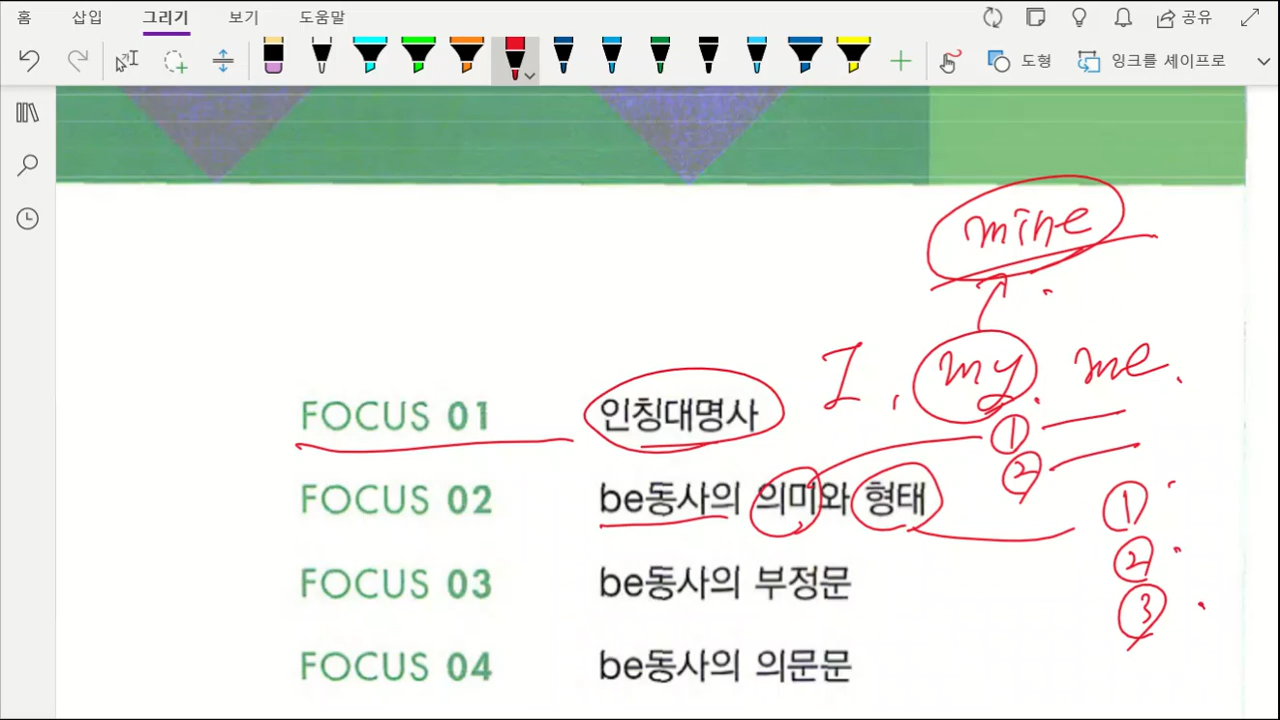 홈 삽입 그리기 보기 도움말 공유
도형 잉크를 셰이프로
mine
I, my, me.
FOCUS 01 인칭대명사
①
②
FOCUS 02 be동사의 의미와 형태
①
②
③
FOCUS 03 be동사의 부정문
FOCUS 04 be동사의 의문문